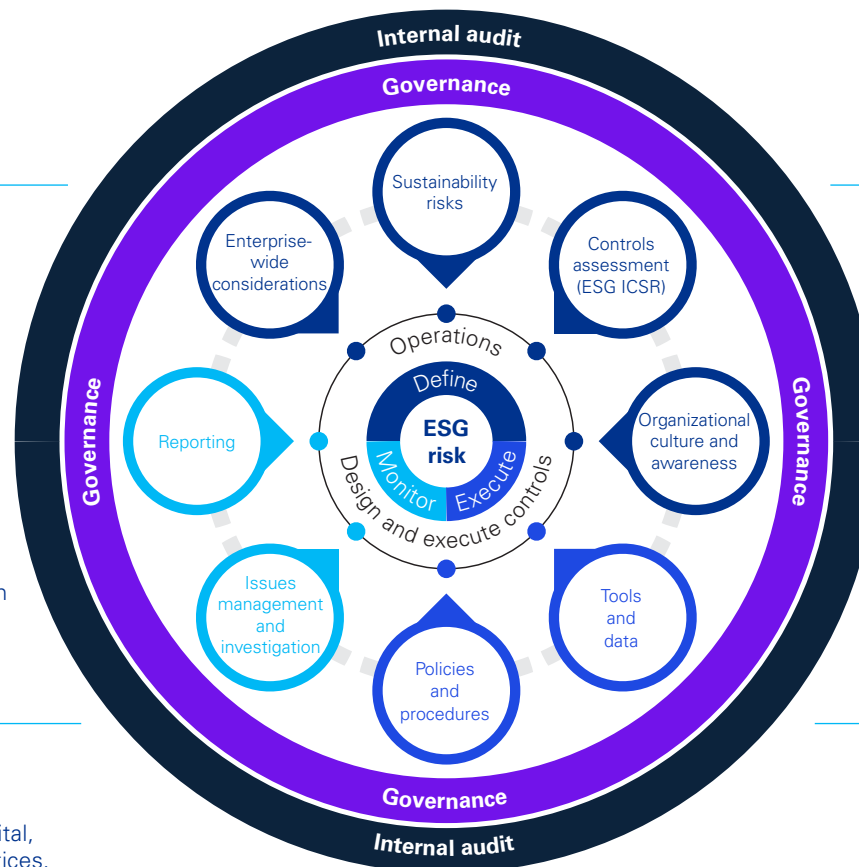 Internal audit
Governance
Sustainability
risks
Enterprise-
wide
considerations
Controls
assessment
(ESG ICSR)
Operations
Define
Governance
Reporting
ESG
risk
Organizational
culture and
awareness
Governance
Monitor
Execute
Design and execute controls
Issues
management
and
investigation
Tools
and
data
Policies
and
procedures
Governance
Internal audit